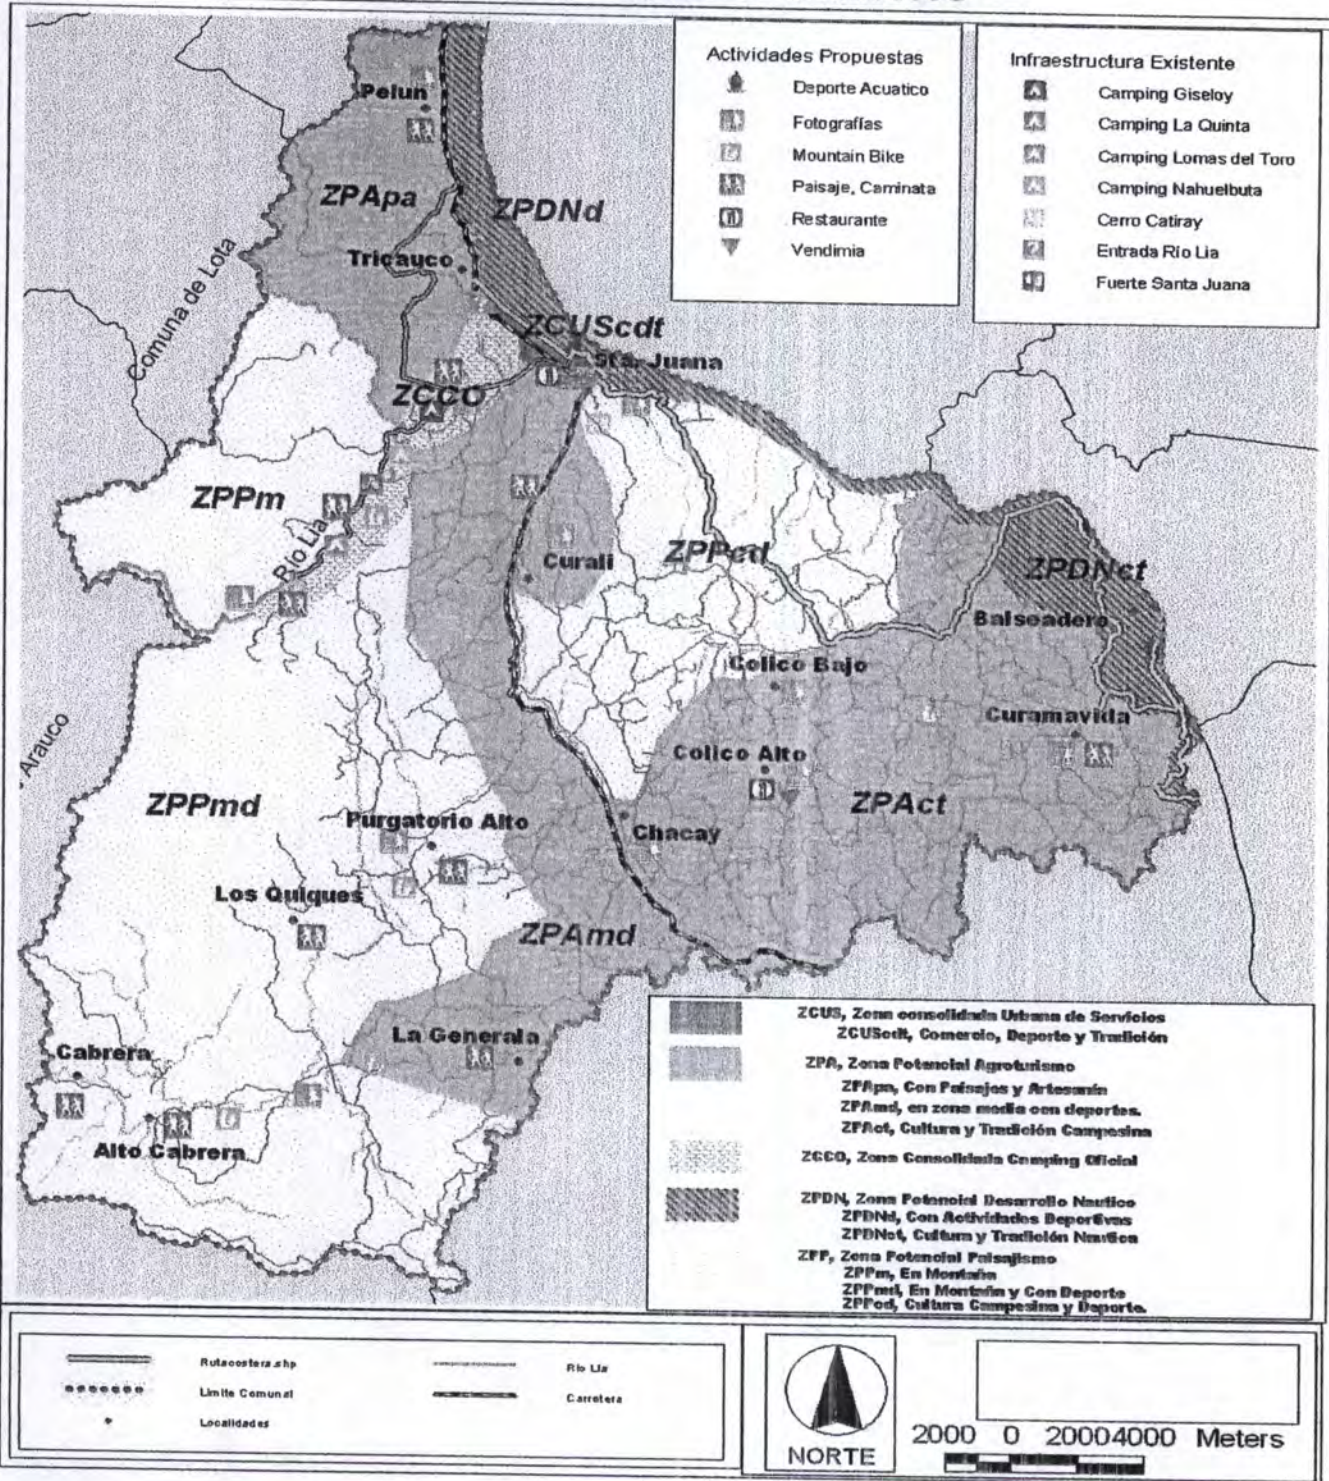 Actividades Propuestas
Deporte Acuatico
Fotografías
Mountain Bike
Paisaje, Caminata
Restaurante
Vendimia
Infraestructura Existente
Camping Giseloy
Camping La Quinta
Camping Lomas del Toro
Camping Nahuelbuta
Cerro Catiray
Entrada Río Lia
Fuerte Santa Juana
Pelun
ZPApa
ZPDNd
Comuna de Lota
Tricauco
ZCUScdt
Sta. Juana
ZCCO
ZPPm
Río Lia
Curali
ZPPcd
ZPDNct
Balseadero
Colico Bajo
Curamavida
Arauco
Colico Alto
ZPPmd
ZPAct
Purgatorio Alto
Chacay
Los Quiques
ZPAmd
La Generala
Cabrera
Alto Cabrera
ZCUS, Zona consolidada Urbana de Servicios
ZCUScdt, Comercio, Deporte y Tradición
ZPA, Zona Potencial Agroturismo
ZPApa, Con Paisajes y Artesanía
ZPAmd, en zona media con deportes.
ZPAct, Cultura y Tradición Campesina
ZCCO, Zona Consolidada Camping Oficial
ZPDN, Zona Potencial Desarrollo Nautico
ZPDNd, Con Actividades Deportivas
ZPDNct, Cultura y Tradición Nautica
ZPP, Zona Potencial Paisajismo
ZPPm, En Montaña
ZPPmd, En Montaña y Con Deporte
ZPPcd, Cultura Campesina y Deporte.
Rutacostera.shp
Río Lia
Limite Comunal
Carretera
Localidades
NORTE
2000 0 20004000 Meters